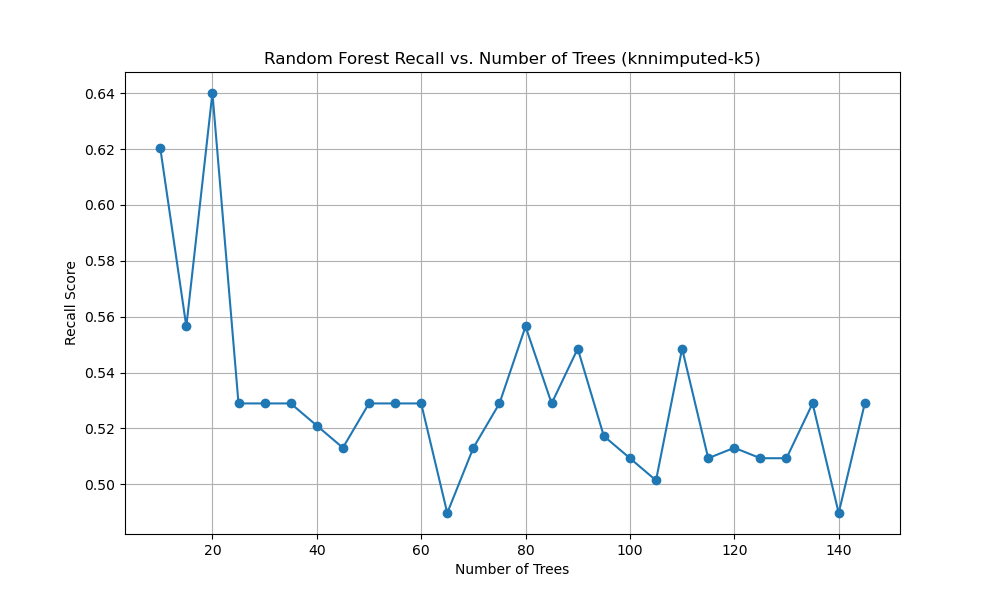 Random Forest Recall vs. Number of Trees (knnimputed-k5)
0.64
0.62
0.60
0.58
0.56
0.54
0.52
0.50
Recall Score
20 40 60 80 100 120 140
Number of Trees